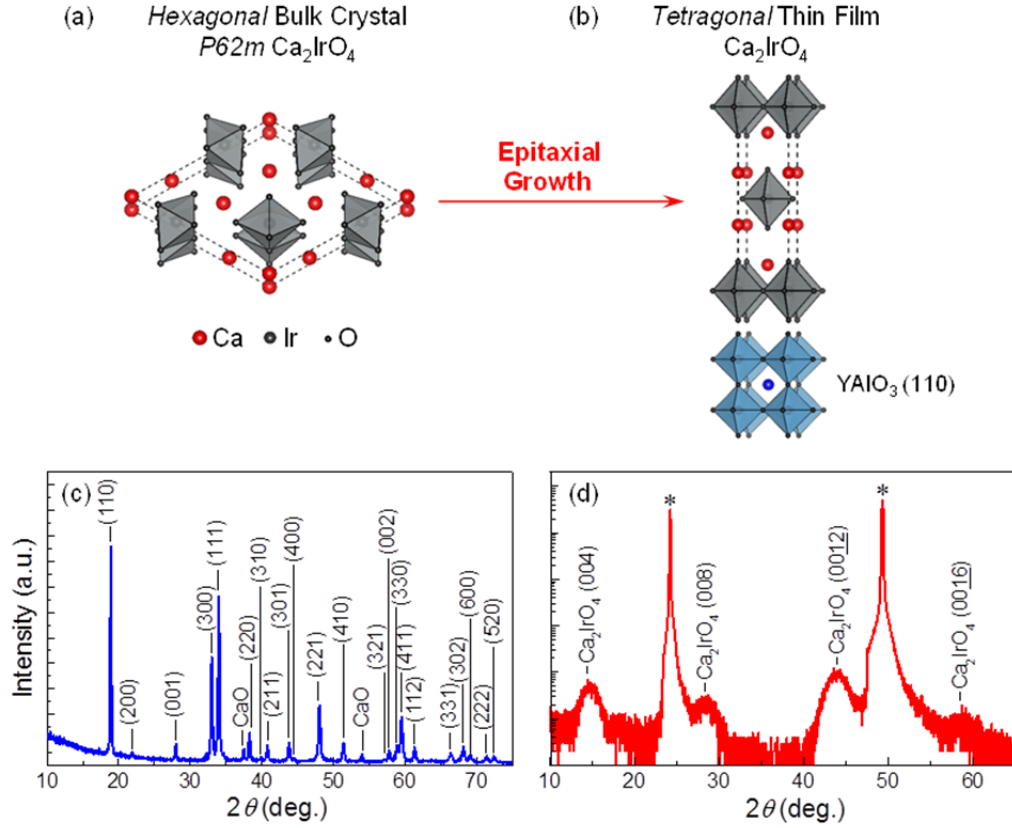 (a)
Hexagonal Bulk Crystal
P62m Ca₂IrO₄
(b)
Tetragonal Thin Film
Ca₂IrO₄
Epitaxial
Growth
Ca
Ir
O
YAlO₃ (110)
(c)
Intensity (a.u.)
(110)
(200)
(001)
(300)
(111)
CaO
(220)
(310)
(211)
(301)
(400)
(221)
(410)
CaO
(321)
(002)
(330)
(411)
(112)
(331)
(302)
(600)
(222)
(520)
10 20 30 40 50 60 70
2θ (deg.)
(d)
Ca₂IrO₄ (004)
*
Ca₂IrO₄ (008)
Ca₂IrO₄ (0012)
*
Ca₂IrO₄ (0016)
10 20 30 40 50 60
2θ (deg.)